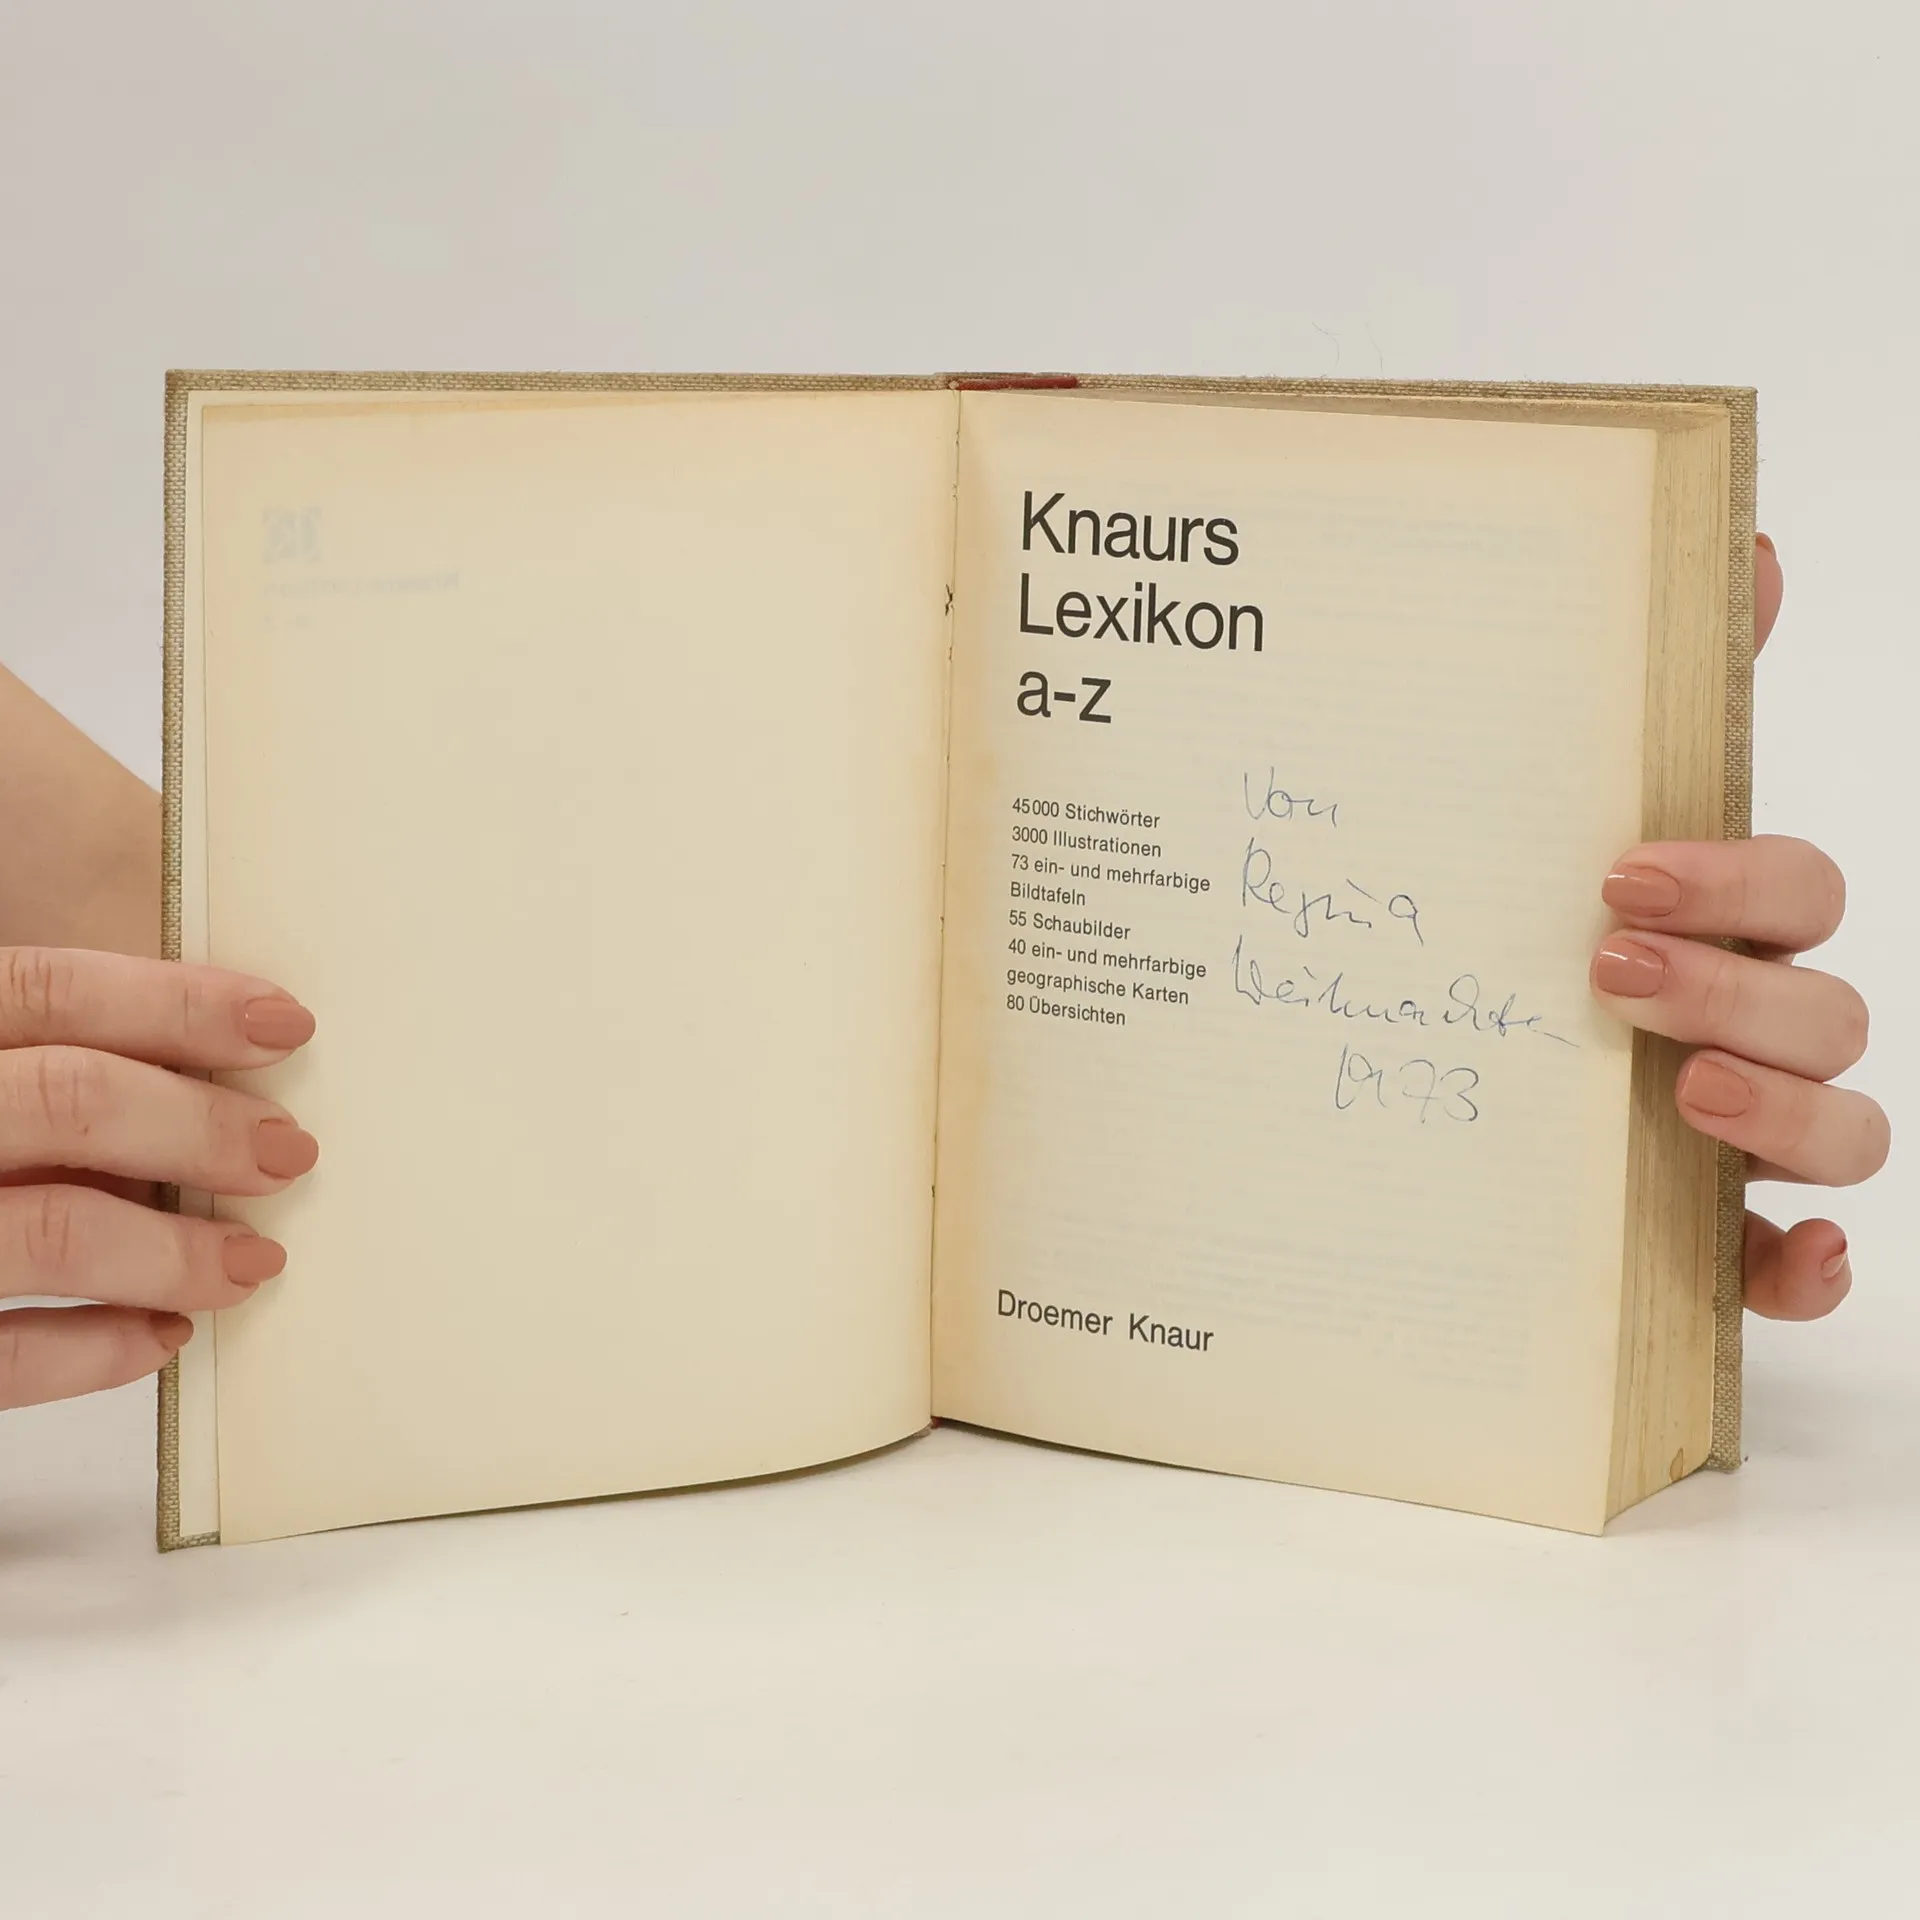 Knaurs
Lexikon
a-z
45000 Stichwörter
3000 Illustrationen
73 ein- und mehrfarbige
Bildtafeln
55 Schaubilder
40 ein- und mehrfarbige
geographische Karten
80 Übersichten
Von
Regina
Weihnachten
1973
Droemer Knaur